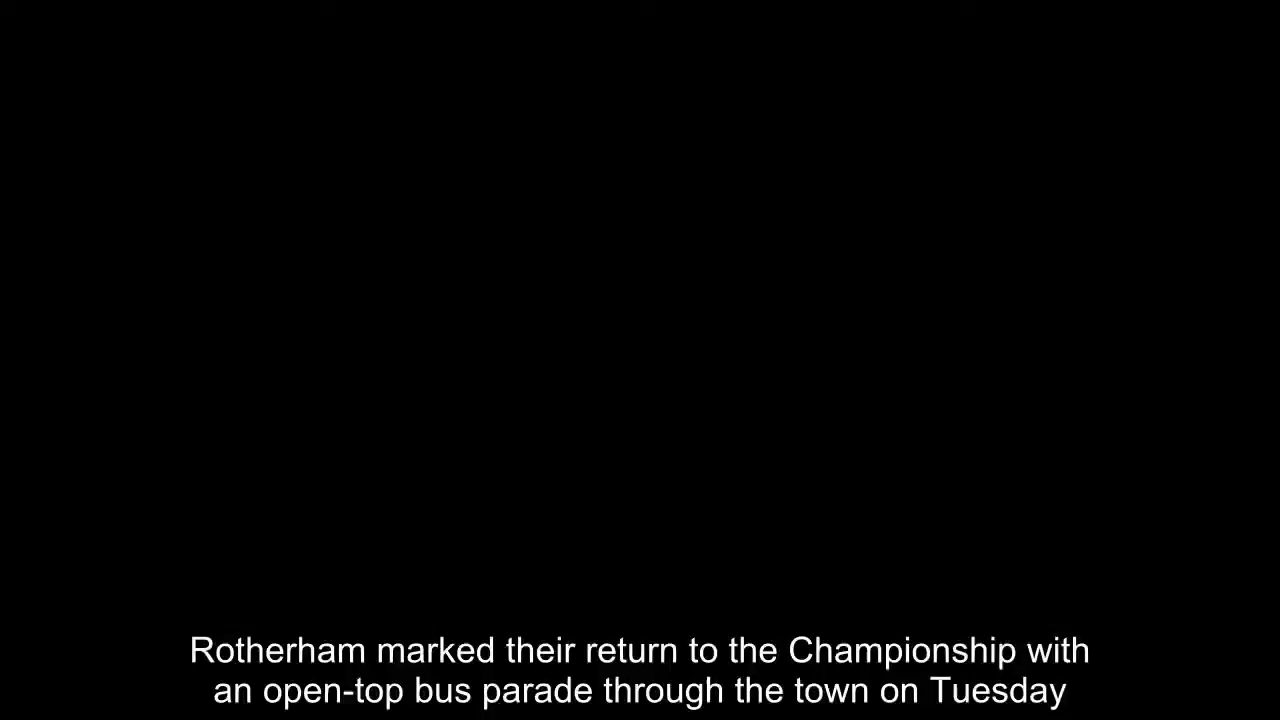 Rotherham marked their return to the Championship with
an open-top bus parade through the town on Tuesday